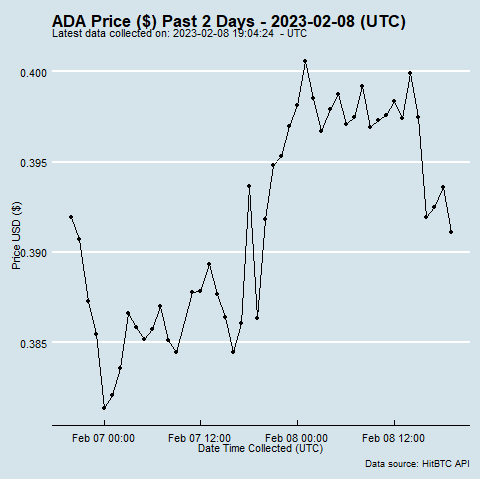 ADA Price ($) Past 2 Days - 2023-02-08 (UTC)
Latest data collected on: 2023-02-08 19:04:24 - UTC
0.400
0.395
0.390
0.385
Price USD ($)
Feb 07 00:00 Feb 07 12:00 Feb 08 00:00 Feb 08 12:00
Date Time Collected (UTC)
Data source: HitBTC API